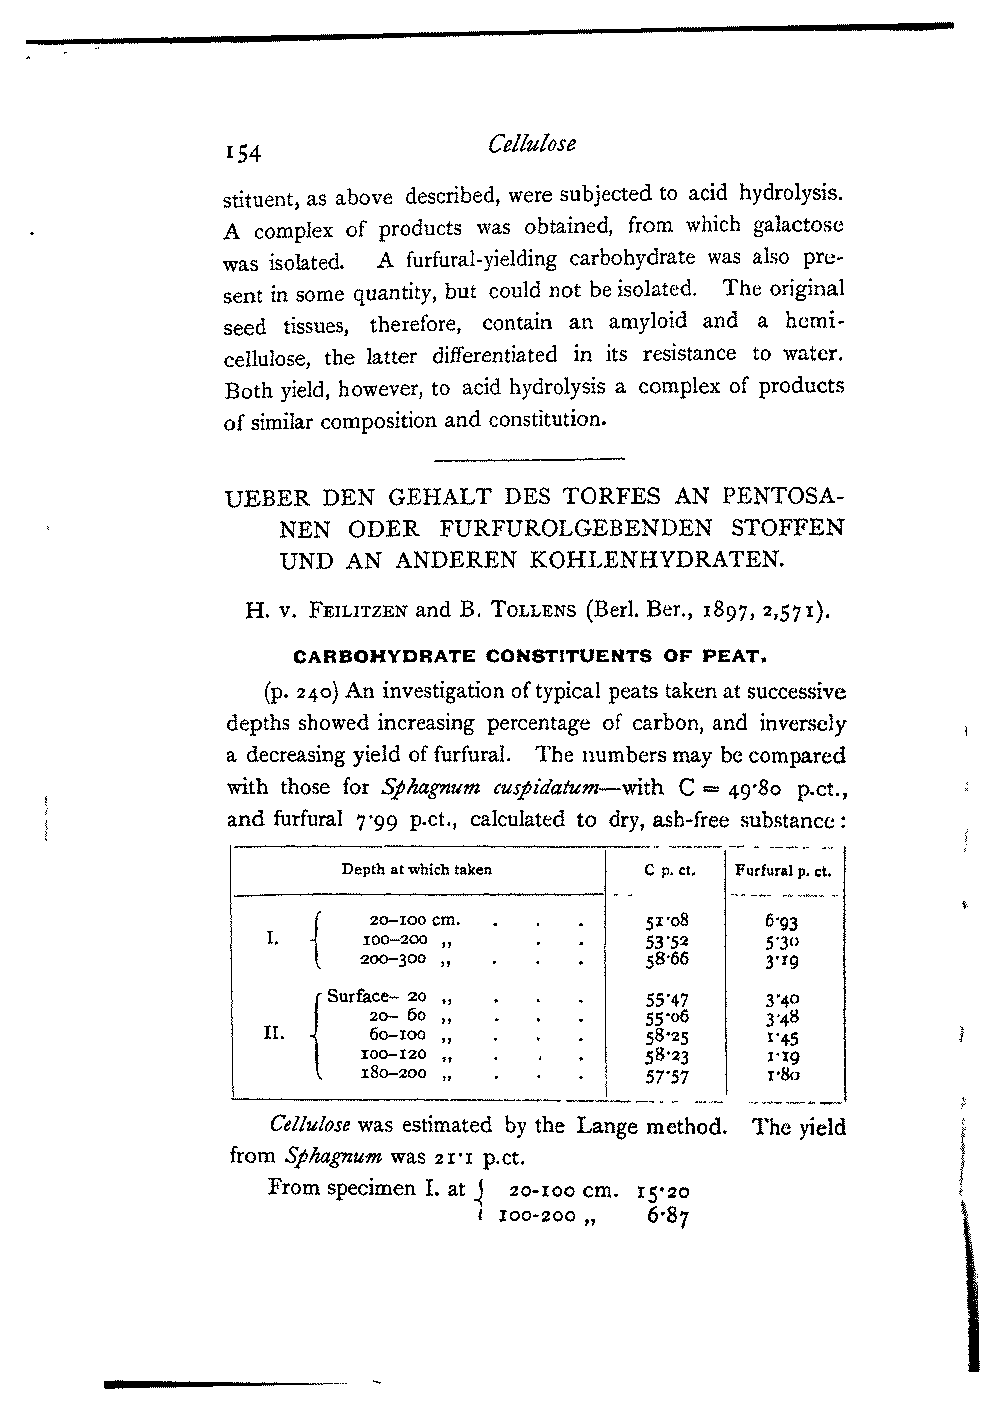 154 Cellulose
stituent, as above described, were subjected to acid hydrolysis.
A complex of products was obtained, from which galactose
was isolated. A furfural-yielding carbohydrate was also pre-
sent in some quantity, but could not be isolated. The original
seed tissues, therefore, contain an amyloid and a hemi-
cellulose, the latter differentiated in its resistance to water.
Both yield, however, to acid hydrolysis a complex of products
of similar composition and constitution.
UEBER DEN GEHALT DES TORFES AN PENTOSA-
NEN ODER FURFUROLGEBENDEN STOFFEN
UND AN ANDEREN KOHLENHYDRATEN.
H. v. FEILITZEN and B. TOLLENS (Berl. Ber., 1897, 2,571).
CARBOHYDRATE CONSTITUENTS OF PEAT.
(p. 240) An investigation of typical peats taken at successive
depths showed increasing percentage of carbon, and inversely
a decreasing yield of furfural. The numbers may be compared
with those for Sphagnum cuspidatum—with C = 49·80 p.ct.,
and furfural 7·99 p.ct., calculated to dry, ash-free substance:
Depth at which taken C p. ct. Furfural p. ct.
20–100 cm. . . . 51·08 6·93
I. { 100–200 „ . . 53·52 5·30
200–300 „ . . . 58·66 3·19
Surface– 20 „ . . . 55·47 3·40
20– 60 „ . . . 55·06 3·48
II. { 60–100 „ . . . 58·25 1·45
100–120 „ . . . 58·23 1·19
180–200 „ . . . 57·57 1·80
Cellulose was estimated by the Lange method. The yield
from Sphagnum was 21·1 p.ct.
From specimen I. at { 20-100 cm. 15·20
100-200 „ 6·87